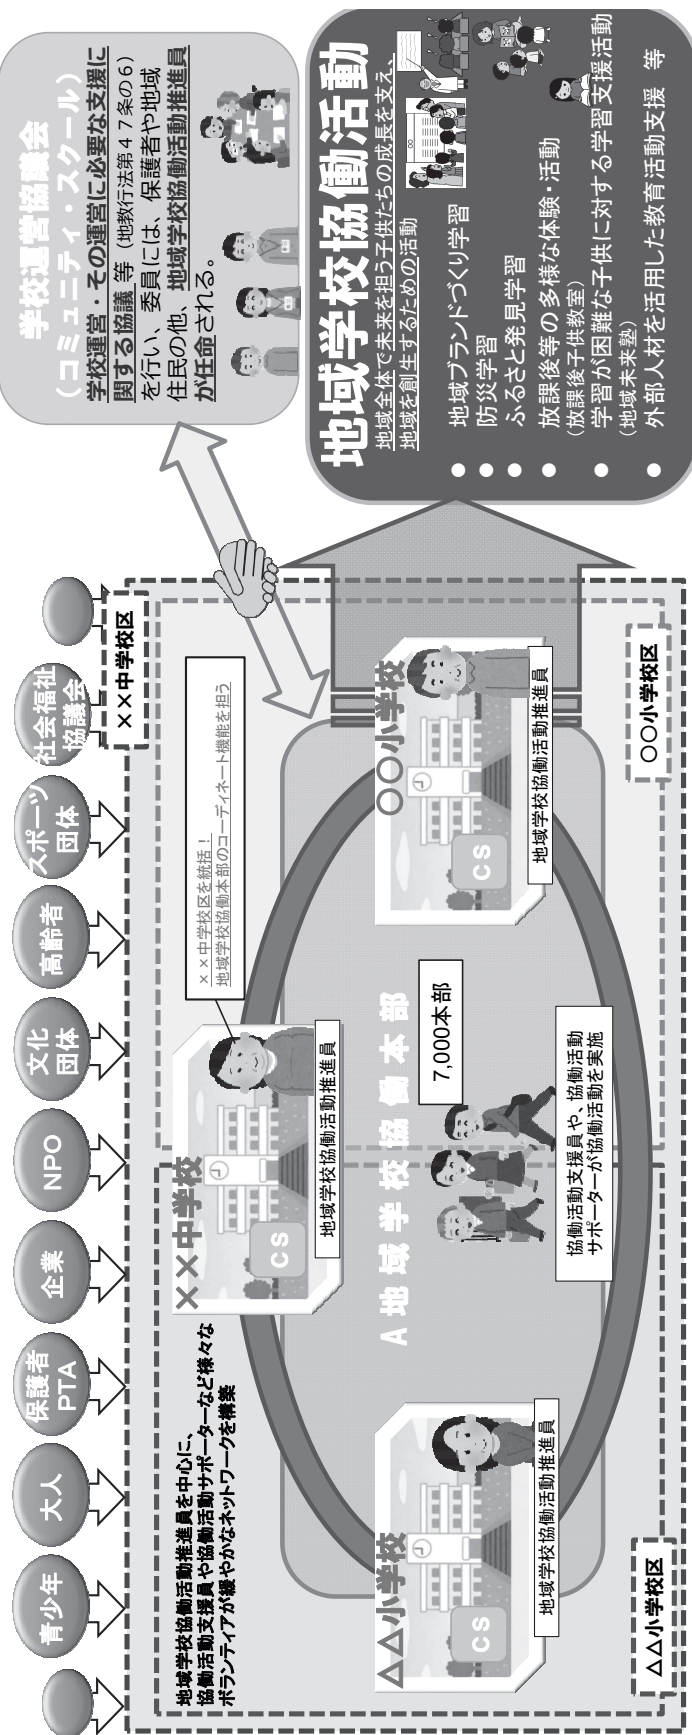 青少年
大人
保護者
PTA
企業
NPO
文化
団体
高齢者
スポーツ
団体
社会福祉
協議会
××中学校区
地域学校協働活動推進員を中心に、
協働活動支援員や協働活動サポーターなど様々な
ボランティアが緩やかなネットワークを構築
××中学校
CS
地域学校協働活動推進員
××中学校区を統括!
地域学校協働本部のコーディネート機能を担う
A地域学校協働本部
7,000本部
協働活動支援員や、協働活動
サポーターが協働活動を実施
△△小学校
CS
地域学校協働活動推進員
△△小学校区
〇〇小学校
CS
地域学校協働活動推進員
〇〇小学校区
学校運営協議会
(コミュニティ・スクール)
学校運営・その運営に必要な支援に
関する協議 等 (地教行法第47条の6)
を行い、委員には、保護者や地域
住民の他、地域学校協働活動推進員
が任命される。
地域学校協働活動
地域全体で未来を担う子供たちの成長を支え、
地域を創生するための活動
● 地域ブランドづくり学習
● 防災学習
● ふるさと発見学習
● 放課後等の多様な体験・活動
(放課後子供教室)
● 学習が困難な子供に対する学習支援活動
(地域未来塾)
● 外部人材を活用した教育活動支援 等